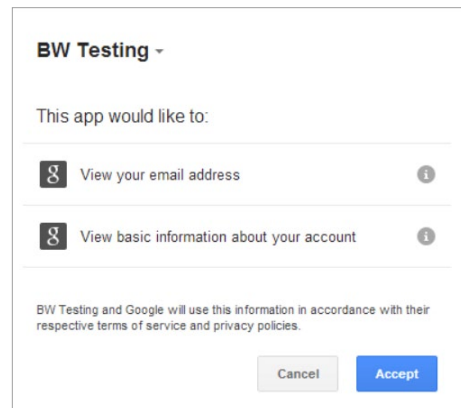 BW Testing
This app would like to:
g View your email address i
g View basic information about your account i
BW Testing and Google will use this information in accordance with their
respective terms of service and privacy policies.
Cancel Accept